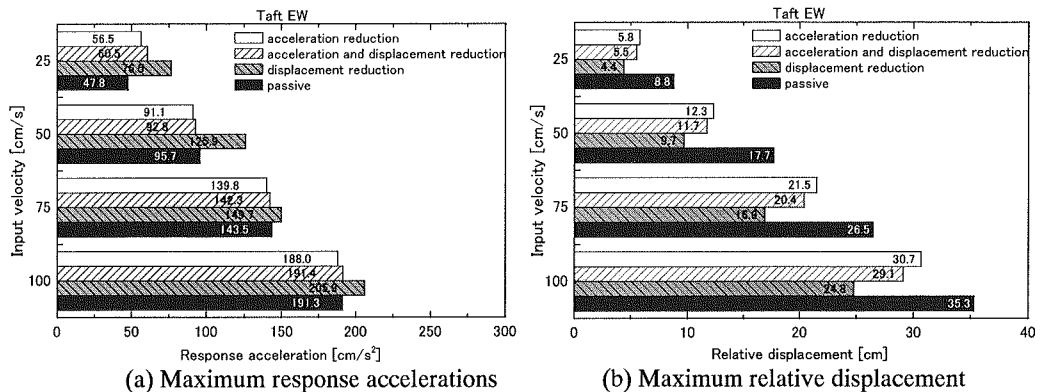 Taft EW
Input velocity [cm/s]
acceleration reduction
acceleration and displacement reduction
displacement reduction
passive
25
56.5
60.5
76.0
47.8
50
91.1
92.8
95.7
75
139.8
142.3
149.7
143.5
100
188.0
191.4
191.3
0 50 100 150 200 250 300
Response acceleration [cm/s²]
(a) Maximum response accelerations
Taft EW
Input velocity [cm/s]
acceleration reduction
acceleration and displacement reduction
displacement reduction
passive
25
5.8
5.5
4.4
8.8
50
12.3
11.7
9.7
17.7
75
21.5
20.4
16.9
26.5
100
30.7
29.1
24.8
35.3
0 10 20 30 40
Relative displacement [cm]
(b) Maximum relative displacement